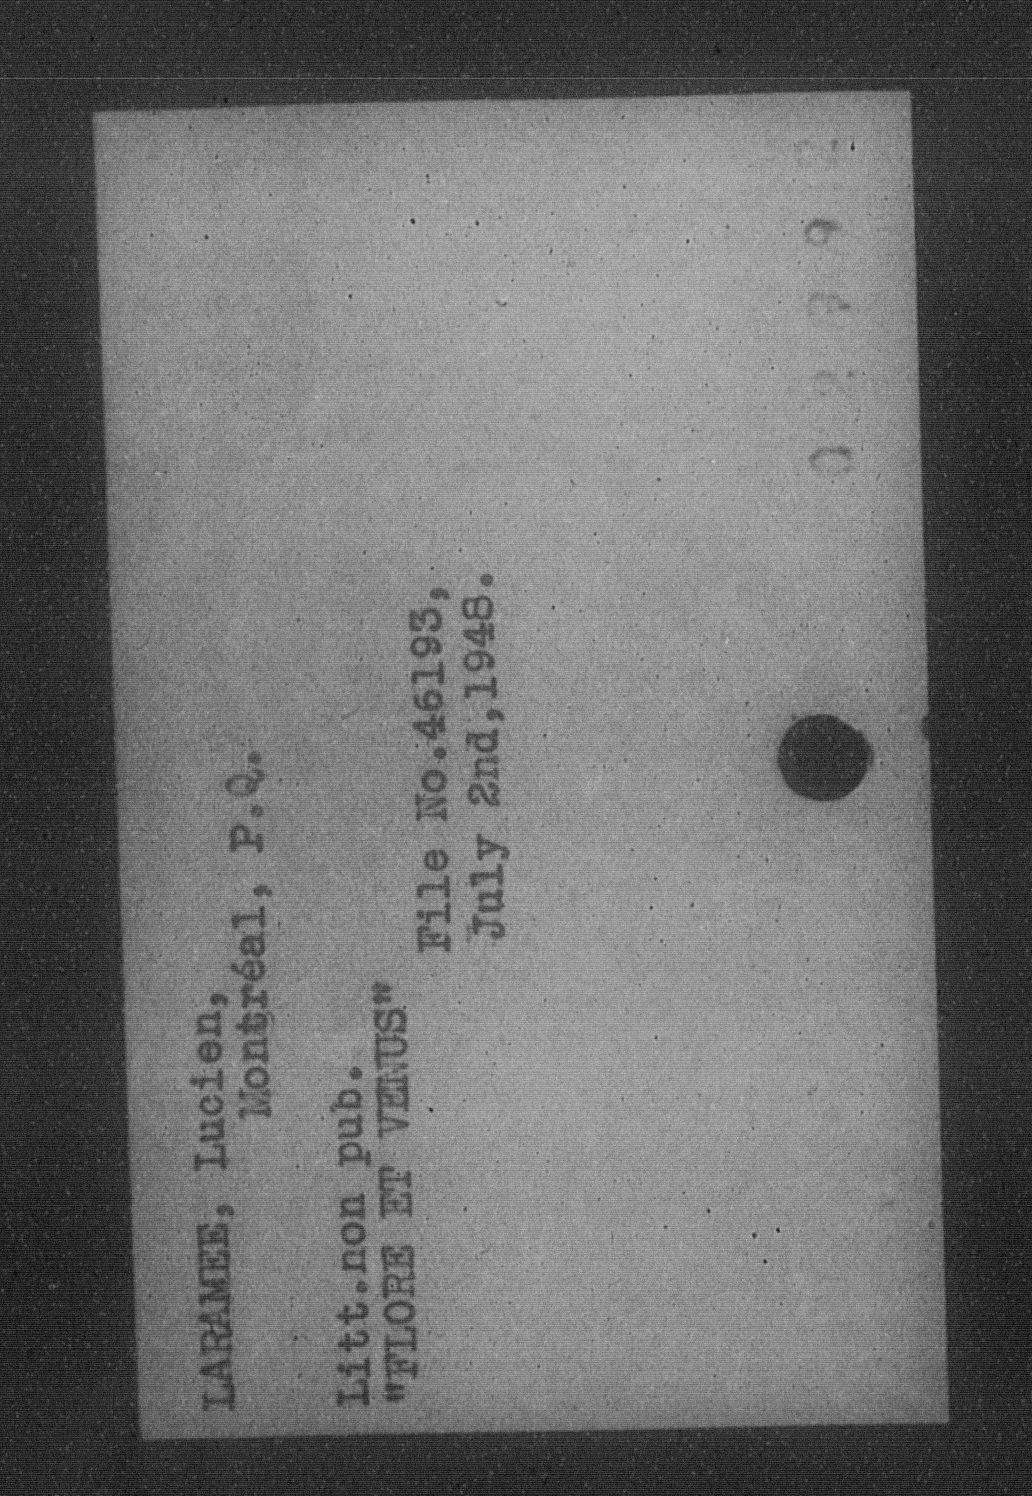 LARAMEE, Lucien,
Montréal, P.Q.
Litt.non pub.
"FLORE ET VENUS"
File No.46193,
July 2nd,1948.